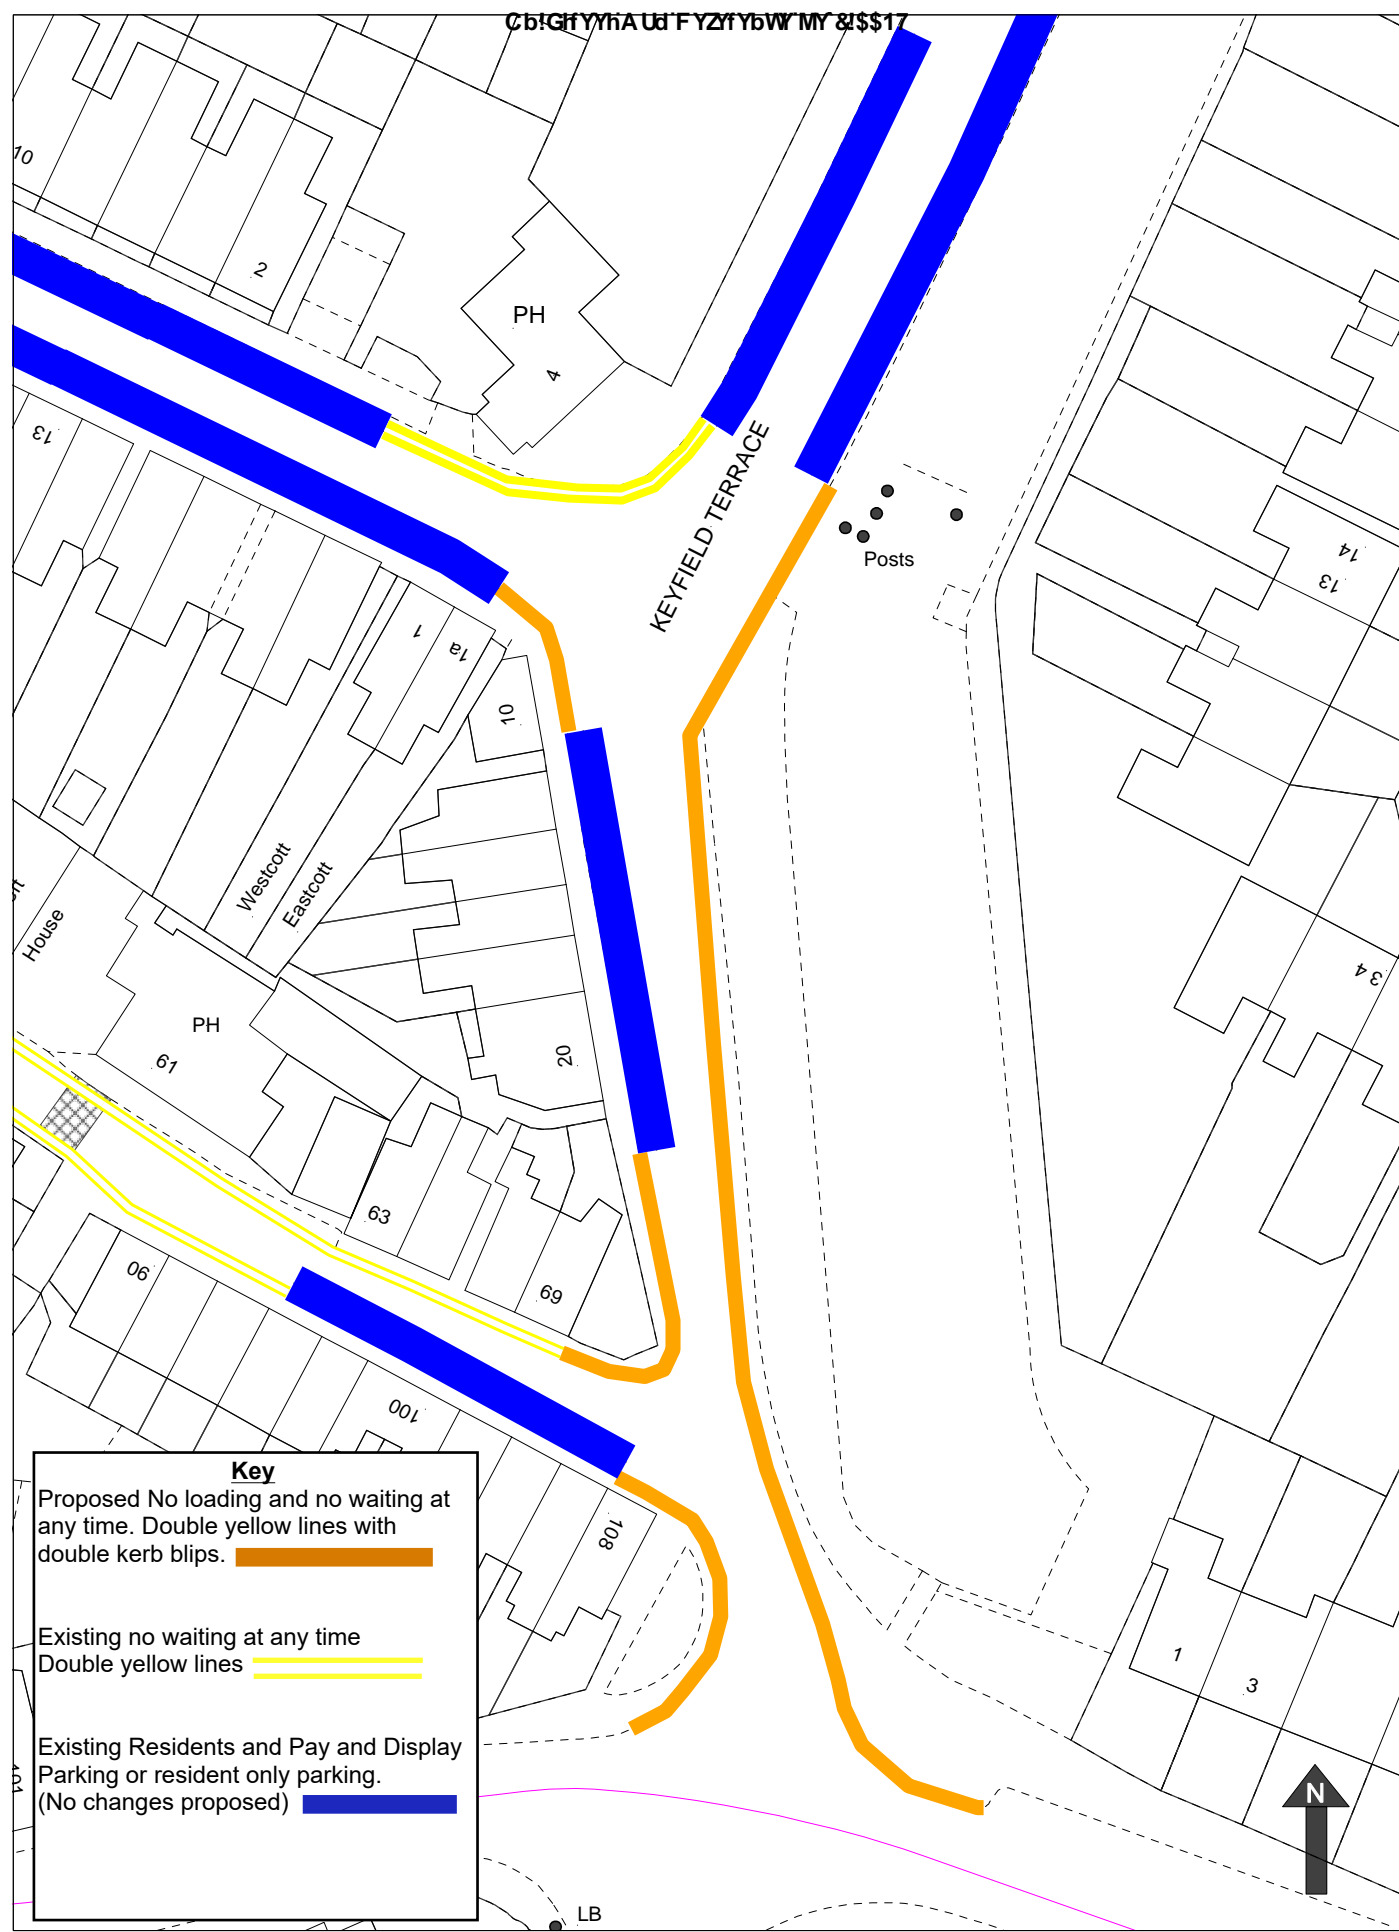 10
2
PH
4
KEYFIELD TERRACE
Posts
13
14
13
1
1a
10
Westcott
Eastcott
House
3 4
PH
61
20
63
69
90
100
108
1
3
Key
Proposed No loading and no waiting at
any time. Double yellow lines with
double kerb blips.
Existing no waiting at any time
Double yellow lines
Existing Residents and Pay and Display
Parking or resident only parking.
(No changes proposed)
101
N
LB